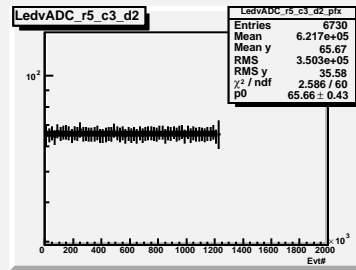 LedvADC_r5_c3_d2
LedvADC_r5_c3_d2_pfx
Entries 6730
Mean 6.217e+05
Mean y 65.67
RMS 3.503e+05
RMS y 35.58
χ² / ndf 2.586 / 60
p0 65.66 ± 0.43
10²
0 200 400 600 800 1000 1200 1400 1600 1800 2000
×10³
Evt#